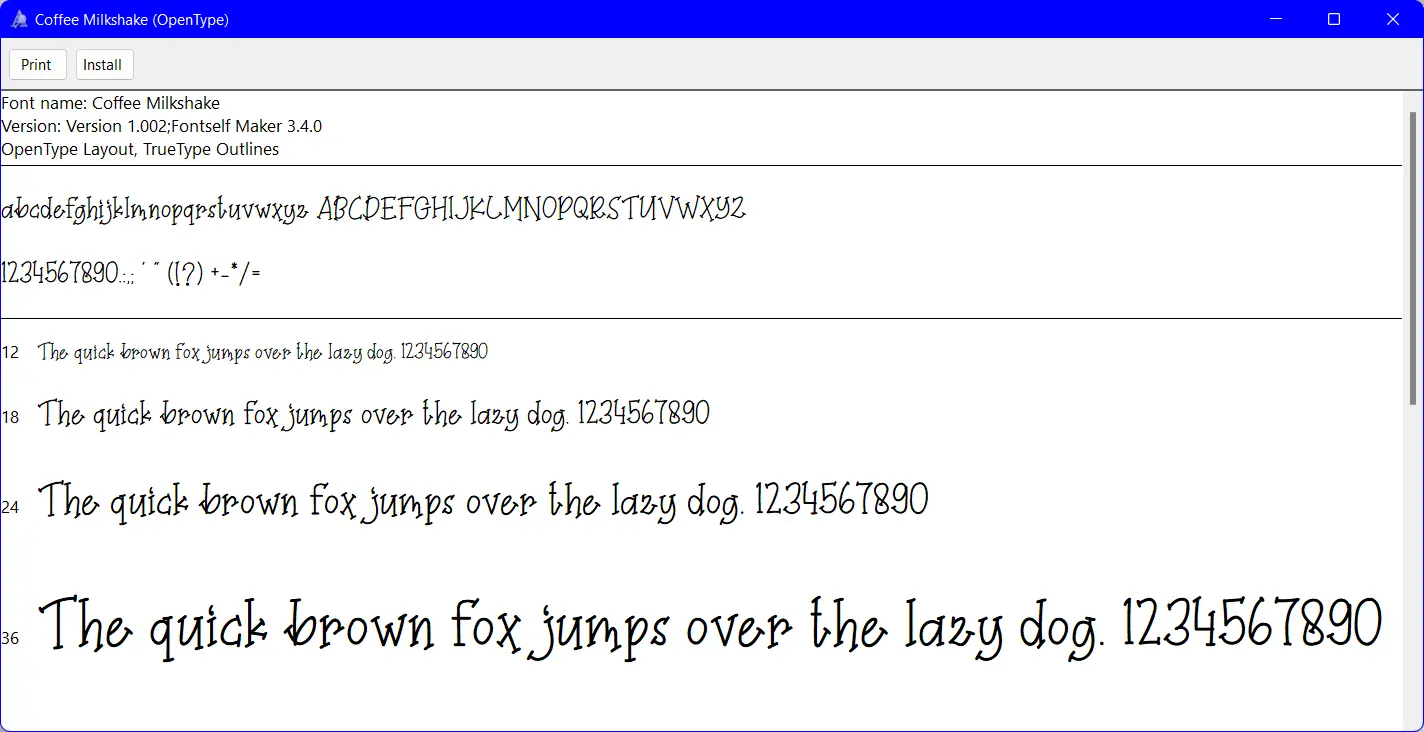 Coffee Milkshake (OpenType)
Print Install
Font name: Coffee Milkshake
Version: Version 1.002;Fontself Maker 3.4.0
OpenType Layout, TrueType Outlines
abcdefghijklmnopqrstuvwxyz ABCDEFGHIJKLMNOPQRSTUVWXYZ
1234567890.:,; ' " (!?) +-*/=
12 The quick brown fox jumps over the lazy dog. 1234567890
18 The quick brown fox jumps over the lazy dog. 1234567890
24 The quick brown fox jumps over the lazy dog. 1234567890
36 The quick brown fox jumps over the lazy dog. 1234567890